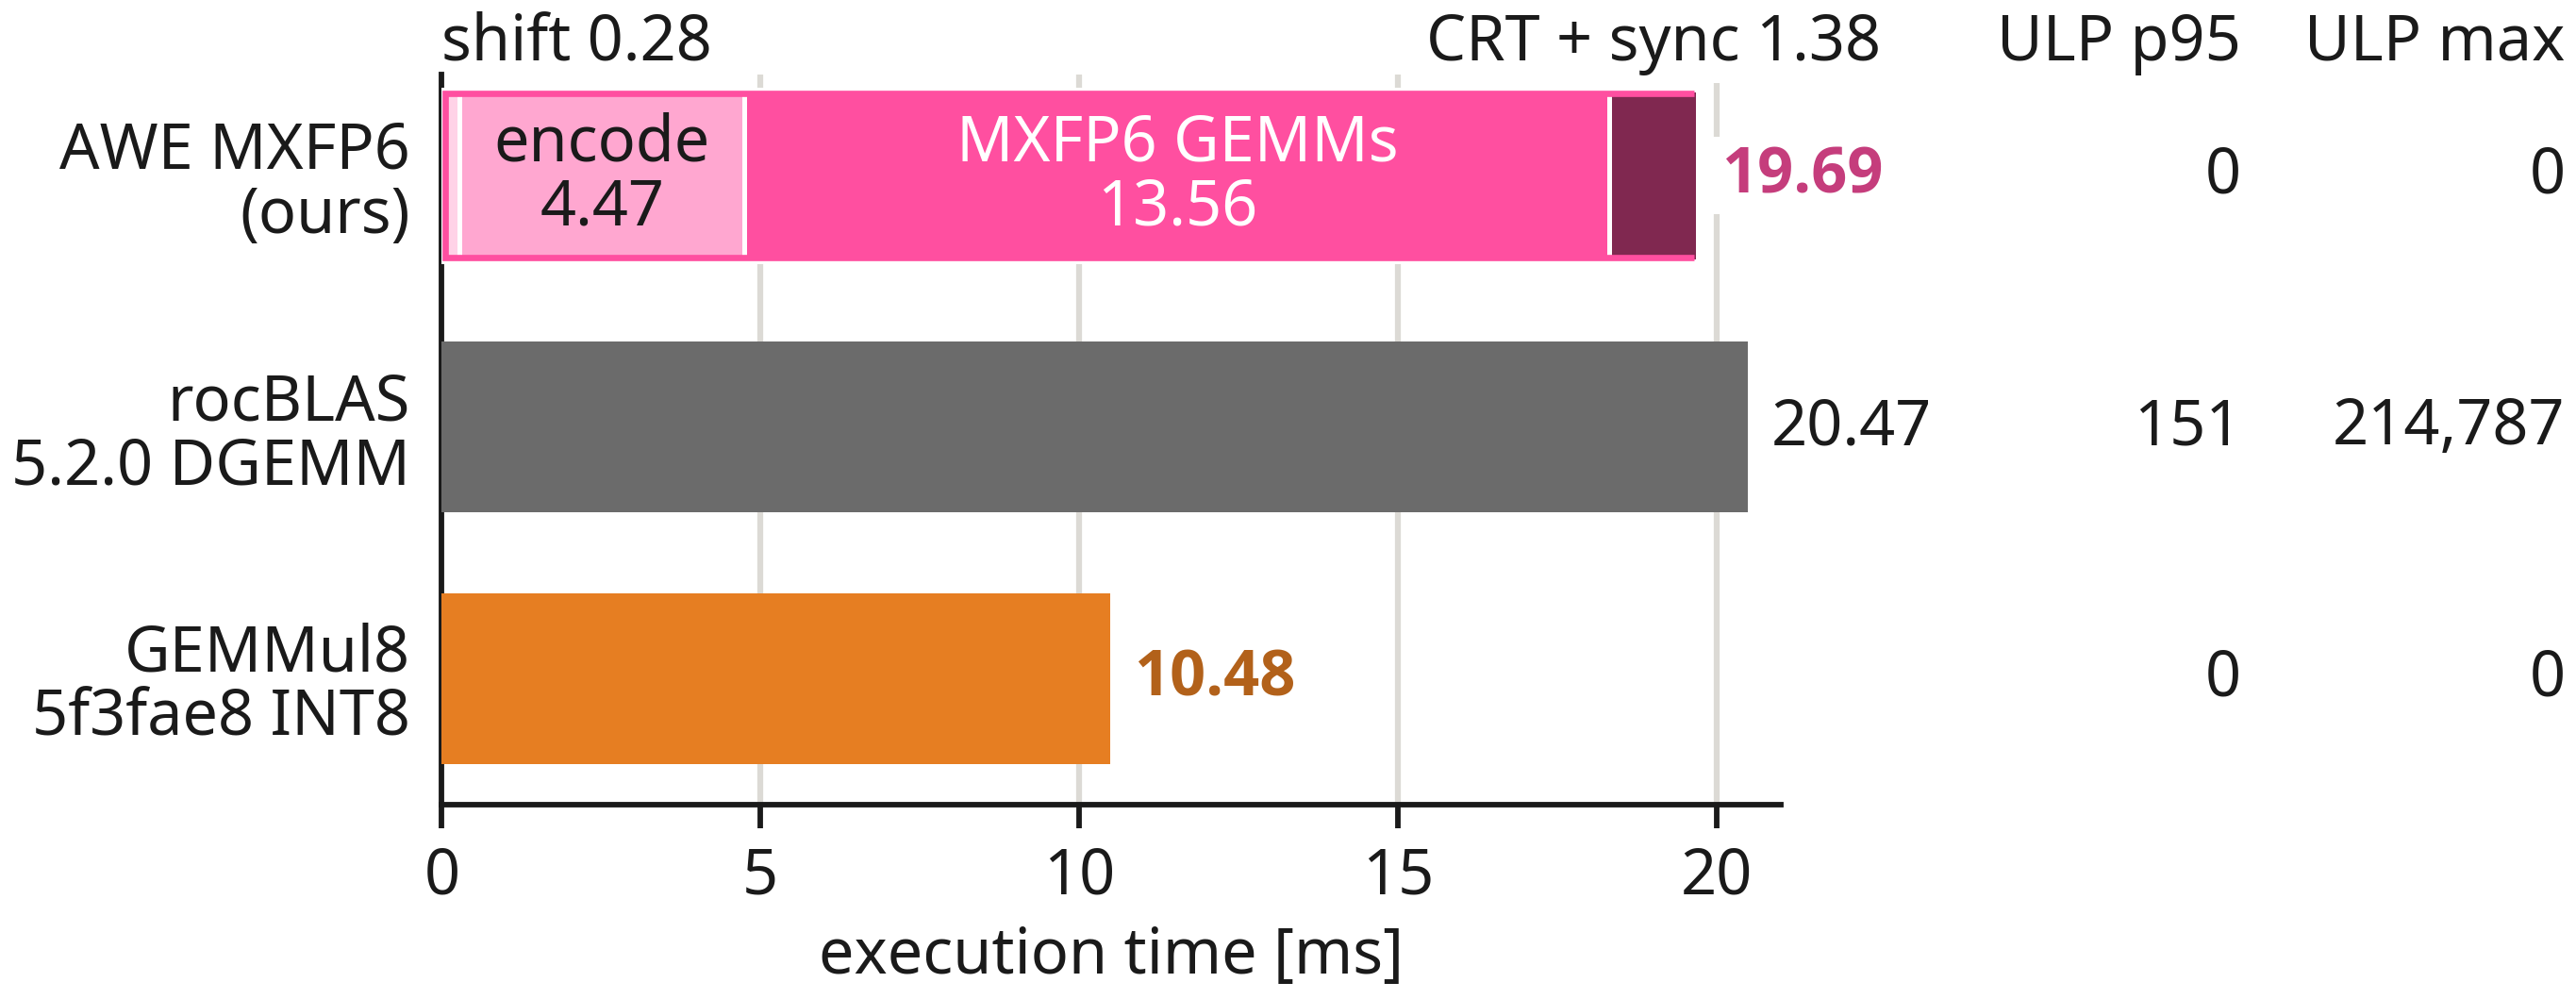 shift 0.28
CRT + sync 1.38
ULP p95
ULP max
AWE MXFP6
(ours)
encode
4.47
MXFP6 GEMMs
13.56
19.69
0
0
rocBLAS
5.2.0 DGEMM
20.47
151
214,787
GEMMul8
5f3fae8 INT8
10.48
0
0
0
5
10
15
20
execution time [ms]